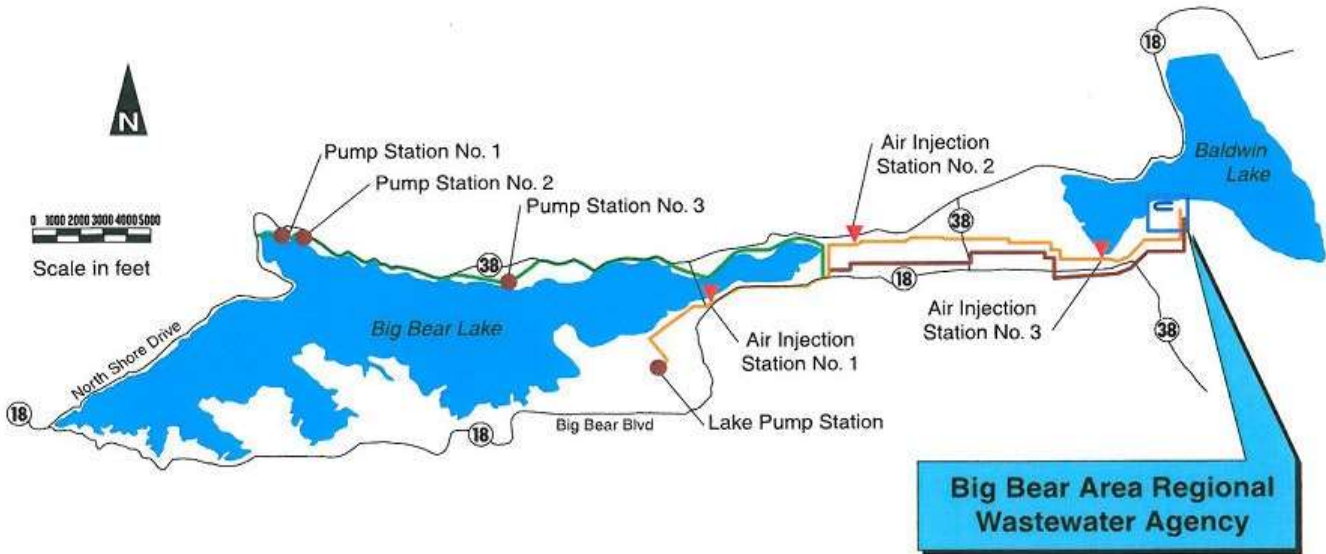 18
N
Pump Station No. 1
Pump Station No. 2
Pump Station No. 3
Air Injection
Station No. 2
Baldwin
Lake
0 1000 2000 3000 4000 5000
Scale in feet
38
38
18
Big Bear Lake
Air Injection
Station No. 1
Air Injection
Station No. 3
38
North Shore Drive
18
Lake Pump Station
Big Bear Blvd
18
Big Bear Area Regional
Wastewater Agency